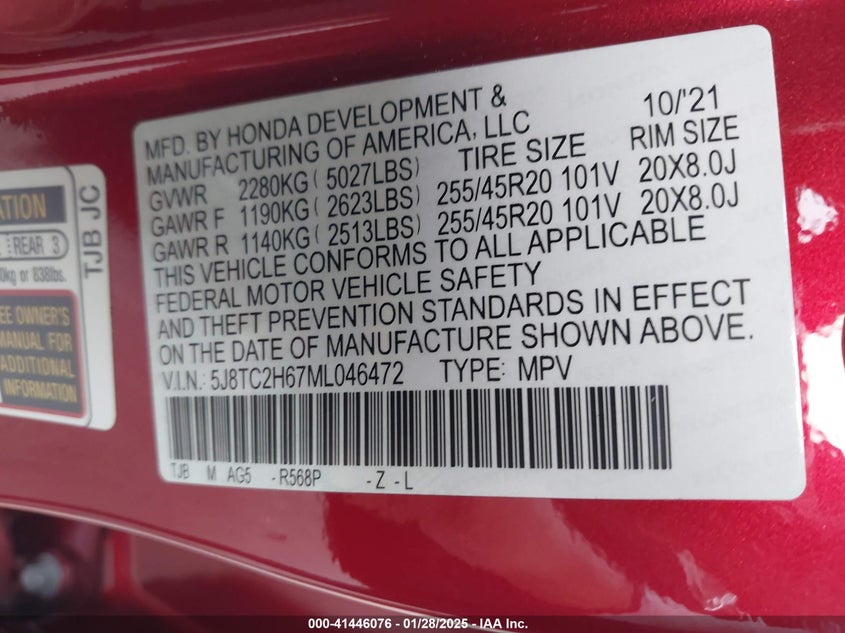 ATION
REAR 3
0kg or 838lbs.
EE OWNER'S
MANUAL FOR
ADDITIONAL
INFORMATION
TJB JC
MFD. BY HONDA DEVELOPMENT &
MANUFACTURING OF AMERICA, LLC
10/'21
GVWR 2280KG( 5027LBS) TIRE SIZE RIM SIZE
GAWR F 1190KG( 2623LBS) 255/45R20 101V 20X8.0J
GAWR R 1140KG( 2513LBS) 255/45R20 101V 20X8.0J
THIS VEHICLE CONFORMS TO ALL APPLICABLE
FEDERAL MOTOR VEHICLE SAFETY
AND THEFT PREVENTION STANDARDS IN EFFECT
ON THE DATE OF MANUFACTURE SHOWN ABOVE.
V.I.N.: 5J8TC2H67ML046472 TYPE: MPV
TJB M AG5 -R568P -Z -L
000-41446076 - 01/28/2025 - IAA Inc.